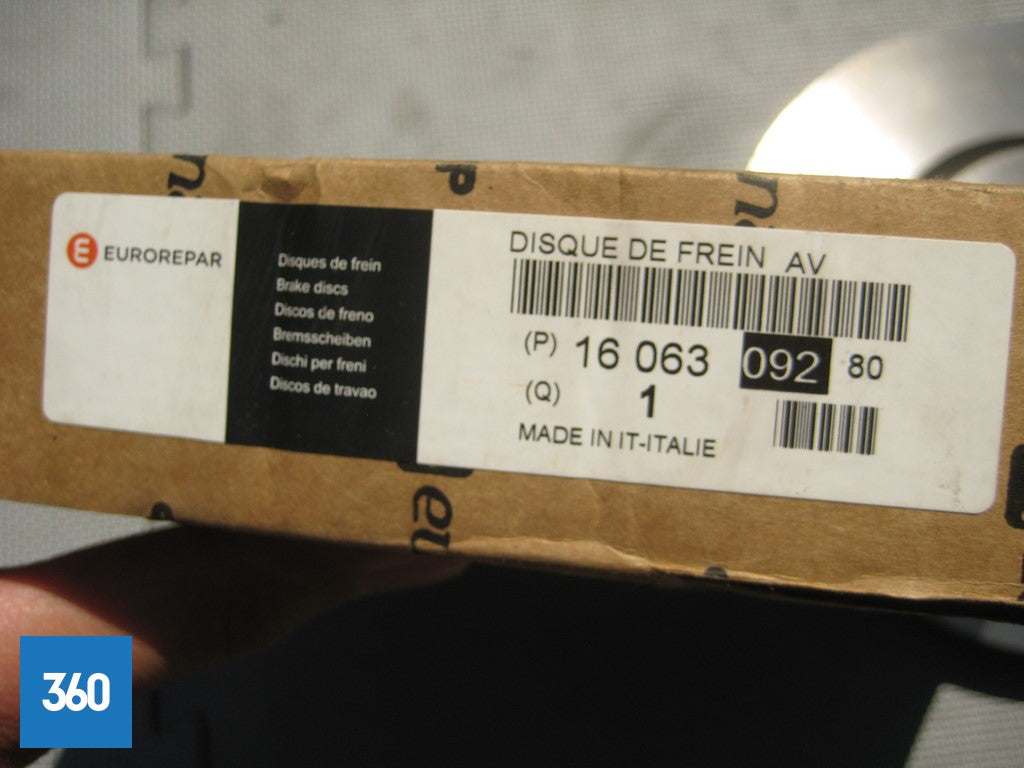 EUROREPAR
Disques de frein
Brake discs
Discos de freno
Bremsscheiben
Dischi per freni
Discos de travao
DISQUE DE FREIN AV
(P) 16 063 092 80
(Q) 1
MADE IN IT-ITALIE
eu
360